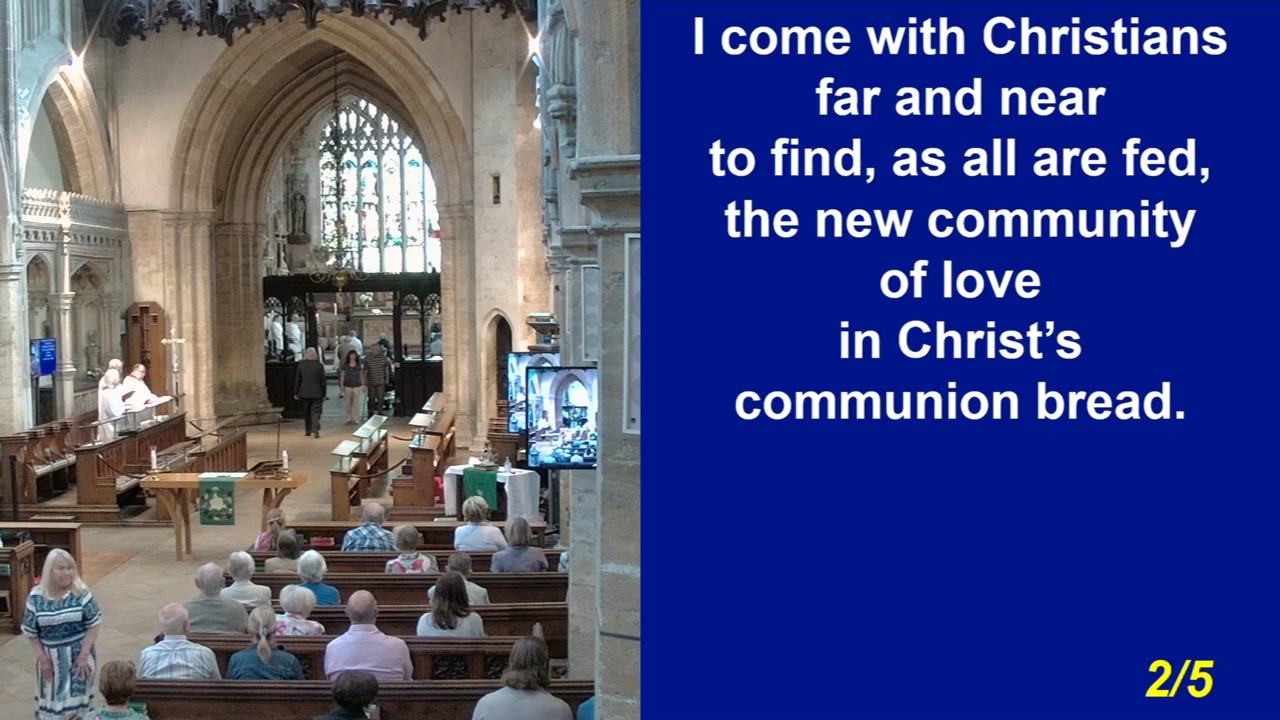 I come with Christians
far and near
to find, as all are fed,
the new community
of love
in Christ’s
communion bread.
2/5